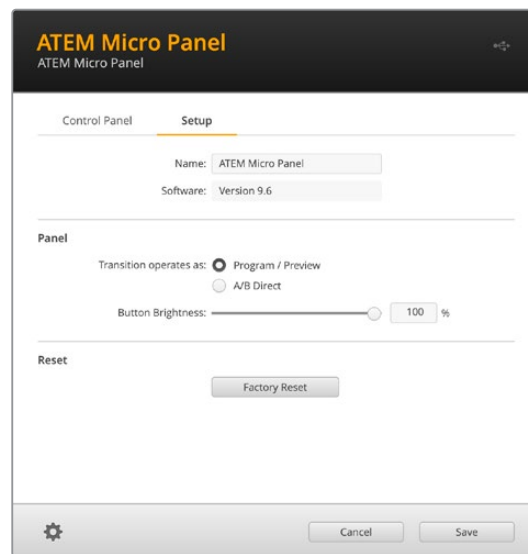 ATEM Micro Panel
ATEM Micro Panel
Control Panel Setup
Name: ATEM Micro Panel
Software: Version 9.6
Panel
Transition operates as: Program / Preview
A/B Direct
Button Brightness: 100 %
Reset
Factory Reset
Cancel Save